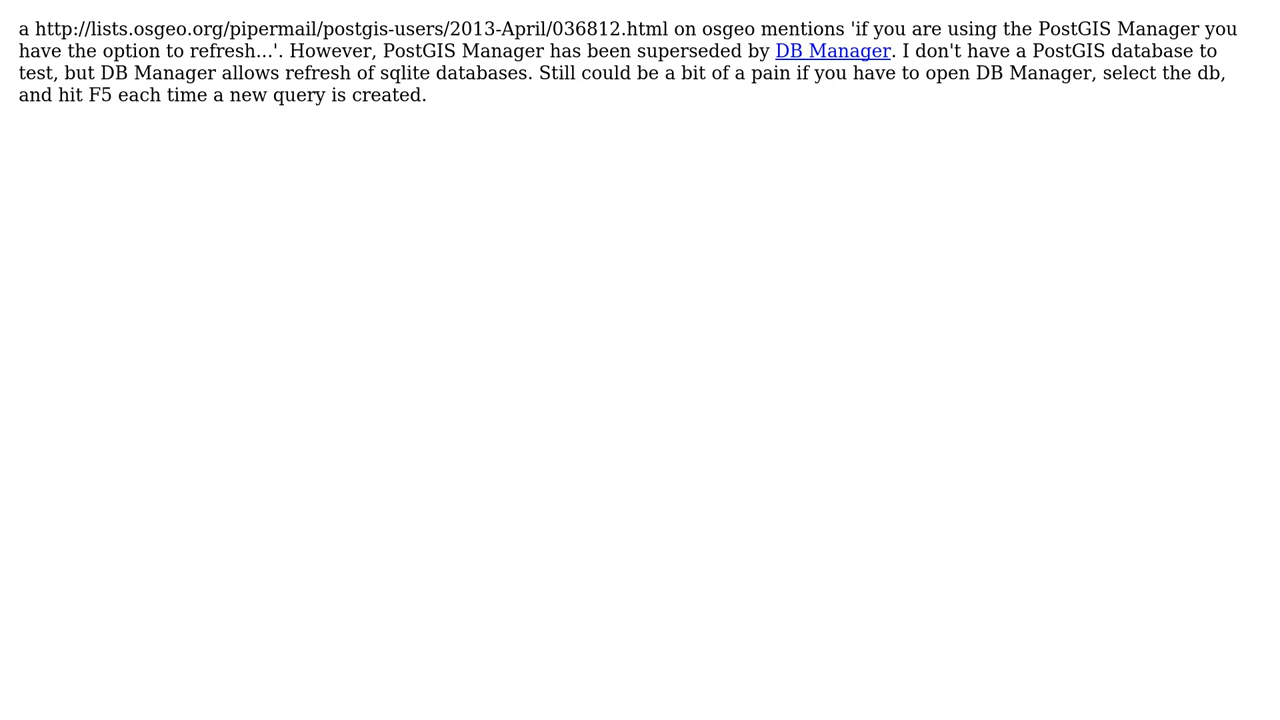 a http://lists.osgeo.org/pipermail/postgis-users/2013-April/036812.html on osgeo mentions 'if you are using the PostGIS Manager you
have the option to refresh...'. However, PostGIS Manager has been superseded by DB Manager. I don't have a PostGIS database to
test, but DB Manager allows refresh of sqlite databases. Still could be a bit of a pain if you have to open DB Manager, select the db,
and hit F5 each time a new query is created.